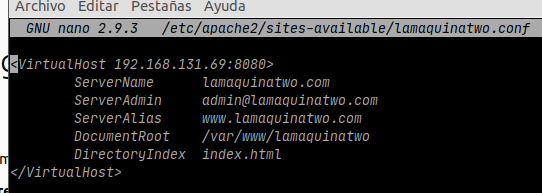 Archivo Editar Pestañas Ayuda
GNU nano 2.9.3 /etc/apache2/sites-available/lamaquinatwo.conf
<VirtualHost 192.168.131.69:8080>
ServerName lamaquinatwo.com
ServerAdmin admin@lamaquinatwo.com
ServerAlias www.lamaquinatwo.com
DocumentRoot /var/www/lamaquinatwo
DirectoryIndex index.html
</VirtualHost>